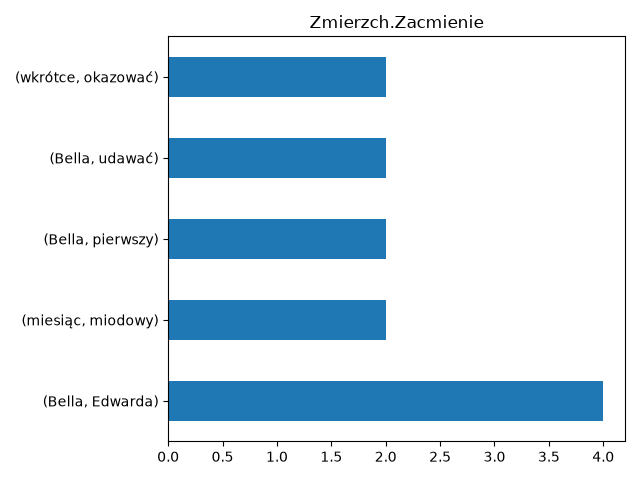 Zmierzch.Zacmienie
(wkrótce, okazować)
(Bella, udawać)
(Bella, pierwszy)
(miesiąc, miodowy)
(Bella, Edwarda)
0.0 0.5 1.0 1.5 2.0 2.5 3.0 3.5 4.0